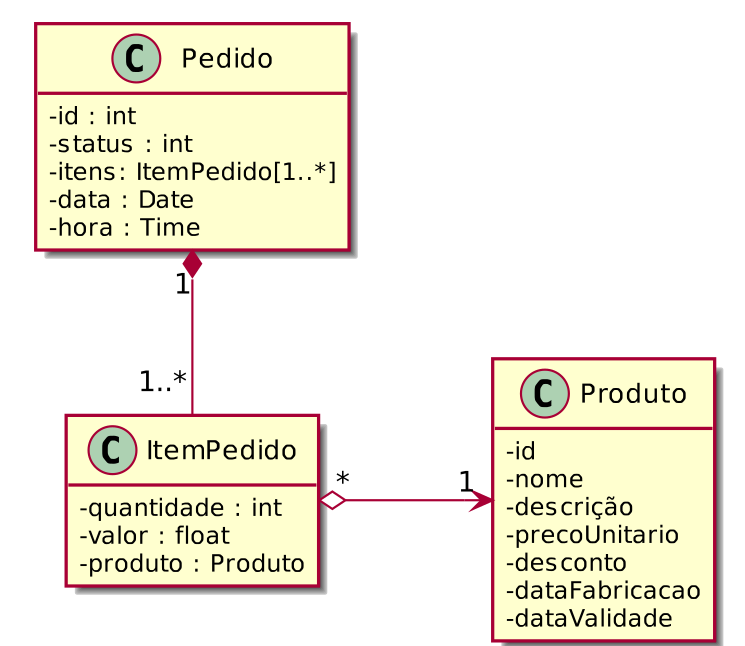 C Pedido
-id : int
-status : int
-itens: ItemPedido[1..*]
-data : Date
-hora : Time
1
1..*
C ItemPedido
-quantidade : int
-valor : float
-produto : Produto
*
1
C Produto
-id
-nome
-descrição
-precoUnitario
-desconto
-dataFabricacao
-dataValidade